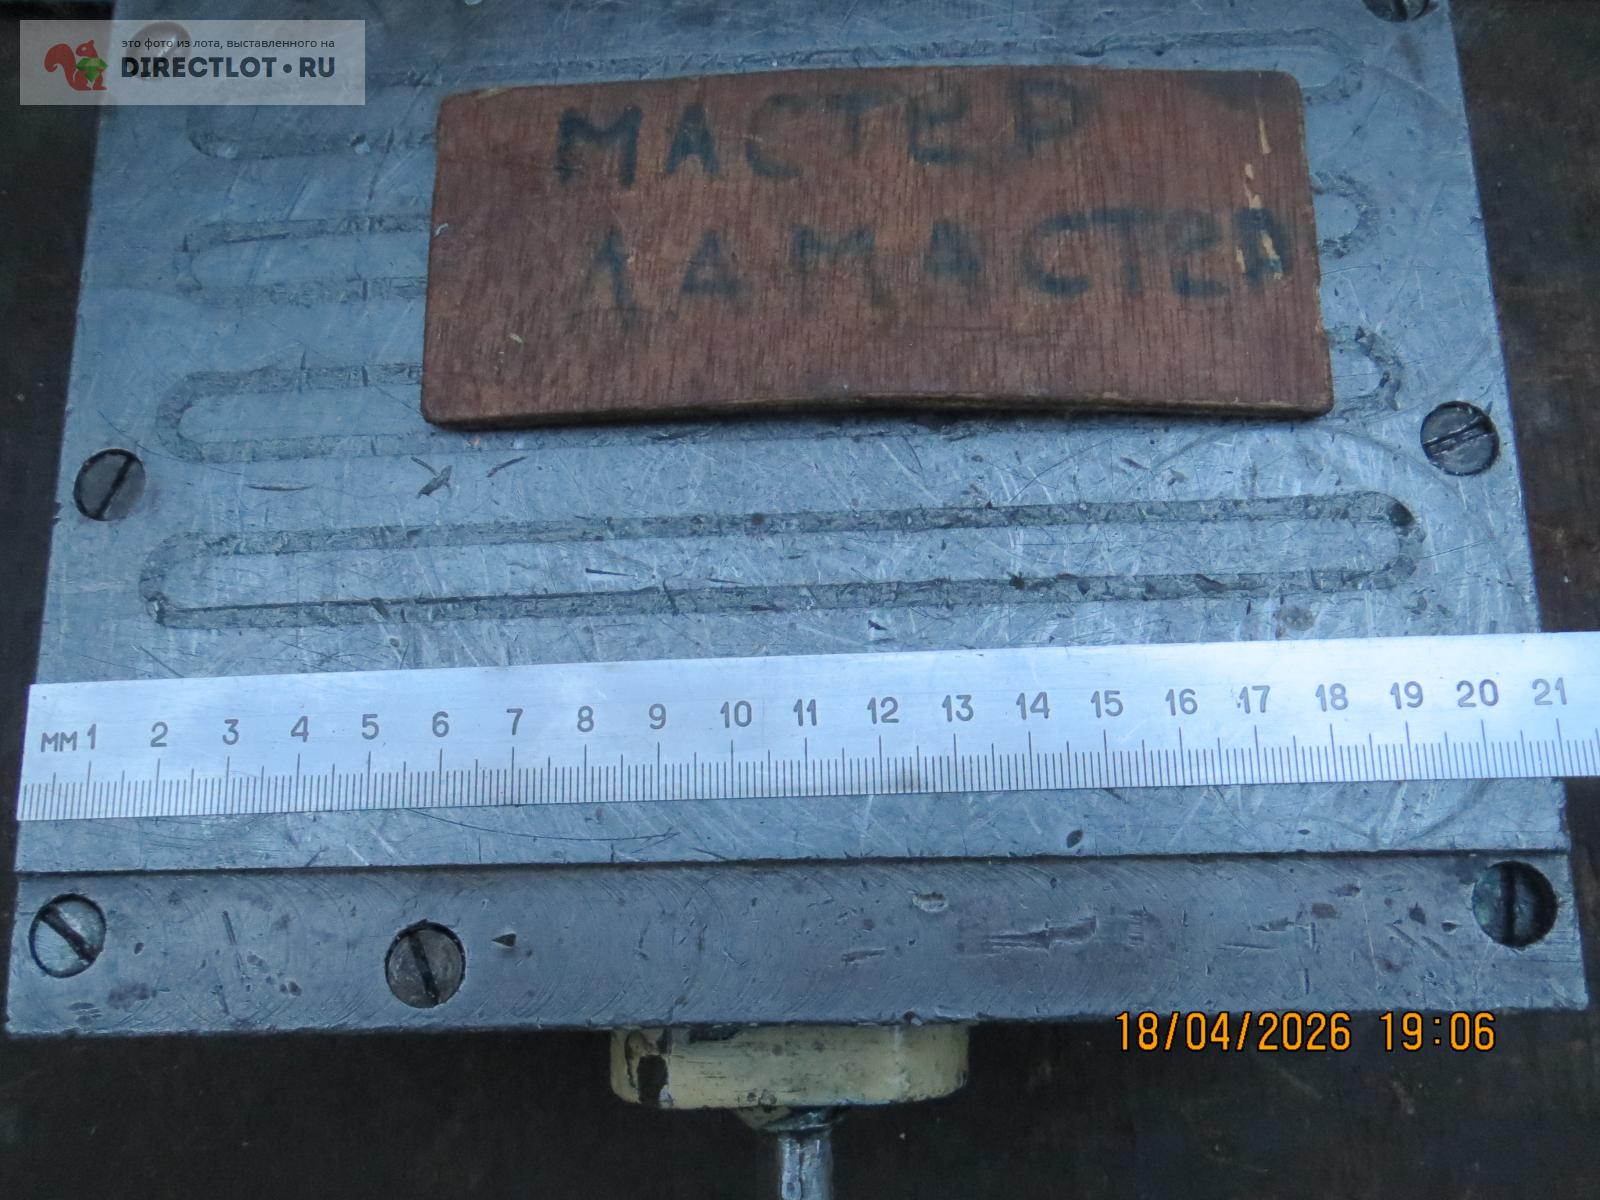 это фото из лота, выставленного на
DIRECTLOT.RU
МАСТЕР
ЛАМАСТЕР
мм 1 2 3 4 5 6 7 8 9 10 11 12 13 14 15 16 17 18 19 20 21
18/04/2026 19:06